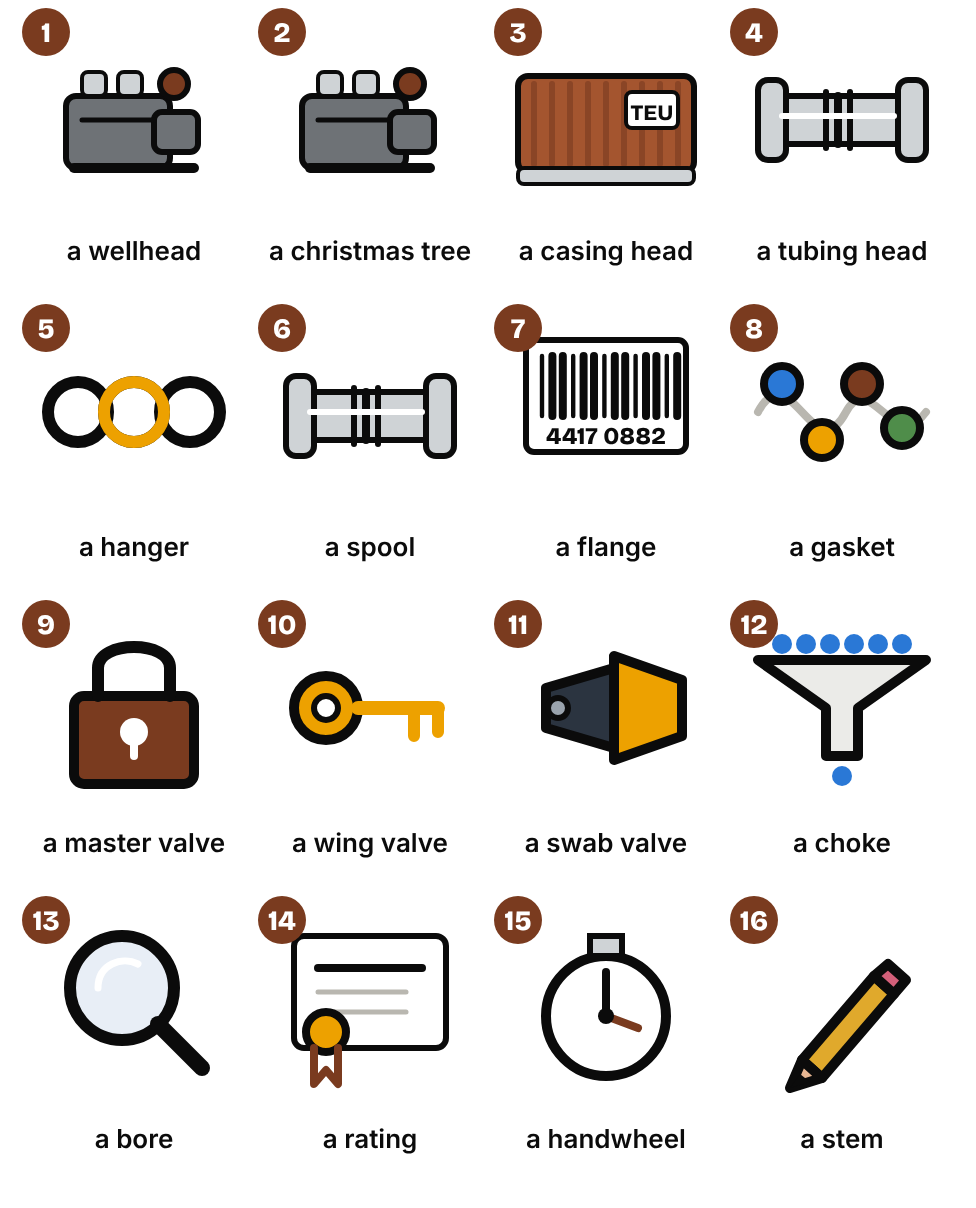 1 2 3 4
TEU
a wellhead a christmas tree a casing head a tubing head
5 6 7 8
4417 0882
a hanger a spool a flange a gasket
9 10 11 12
a master valve a wing valve a swab valve a choke
13 14 15 16
a bore a rating a handwheel a stem